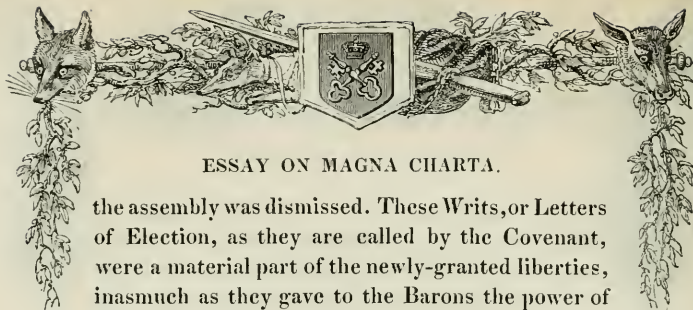 ESSAY ON MAGNA CHARTA.
the assembly was dismissed. These Writs, or Letters
of Election, as they are called by the Covenant,
were a material part of the newly-granted liberties,
inasmuch as they gave to the Barons the power of